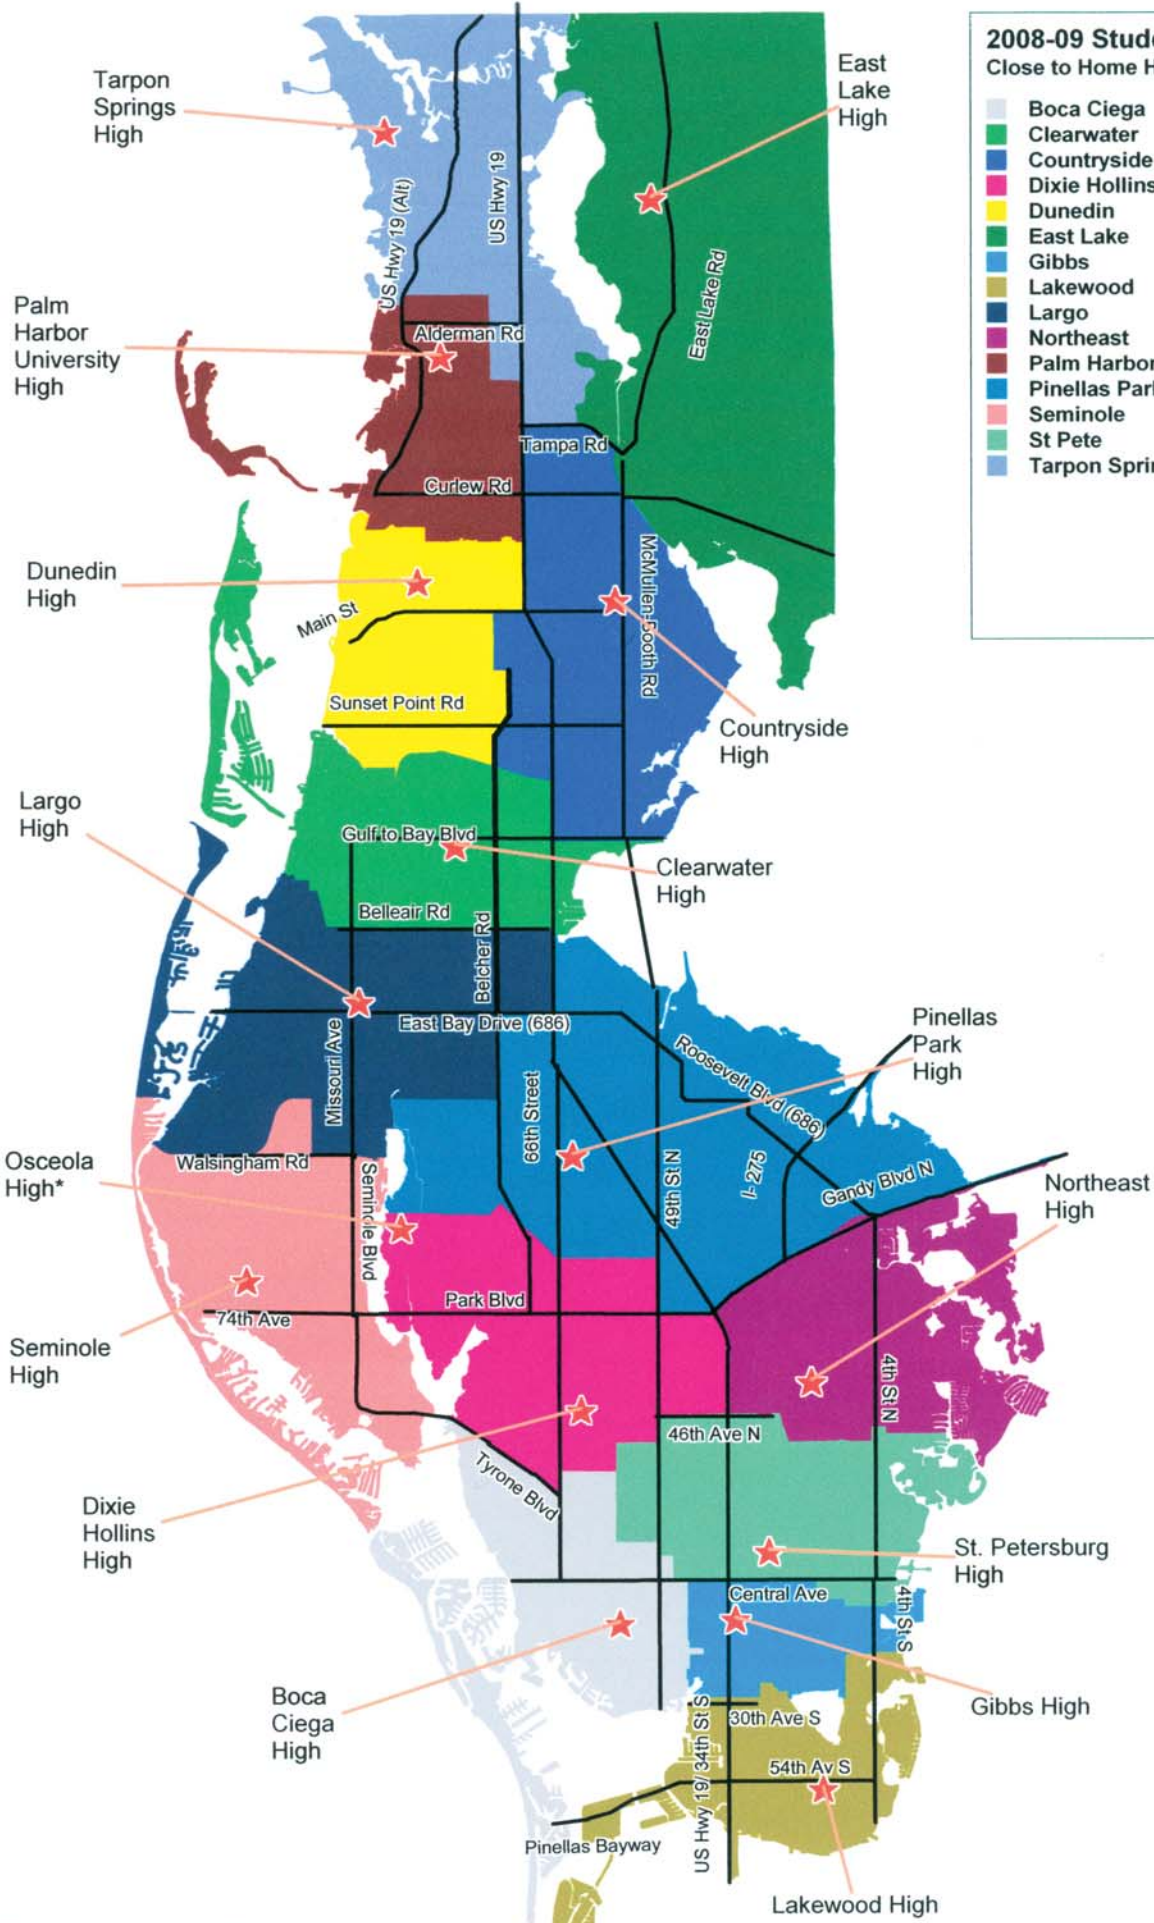 2008-09 Stude
Close to Home H
Boca Ciega
Clearwater
Countryside
Dixie Hollins
Dunedin
East Lake
Gibbs
Lakewood
Largo
Northeast
Palm Harbor
Pinellas Park
Seminole
St Pete
Tarpon Sprin
Tarpon
Springs
High
East
Lake
High
US Hwy 19 (Alt)
US Hwy 19
East Lake Rd
Palm
Harbor
University
High
Alderman Rd
Tampa Rd
Curlew Rd
Dunedin
High
Main St
McMullen-Booth Rd
Sunset Point Rd
Countryside
High
Largo
High
Gulf to Bay Blvd
Clearwater
High
Belleair Rd
Belcher Rd
East Bay Drive (686)
Missouri Ave
Pinellas
Park
High
Roosevelt Blvd (686)
66th Street
49th St N
I- 275
Gandy Blvd N
Osceola
High*
Walsingham Rd
Seminole Blvd
Northeast
High
Park Blvd
74th Ave
Seminole
High
4th St N
46th Ave N
Tyrone Blvd
Dixie
Hollins
High
St. Petersburg
High
Central Ave
4th St S
Boca
Ciega
High
Gibbs High
30th Ave S
US Hwy 19/ 34th St S
54th Av S
Pinellas Bayway
Lakewood High